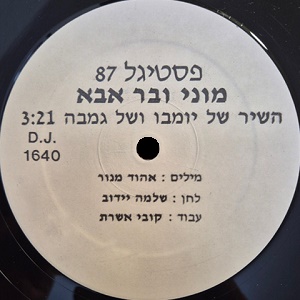 פסטיגל 87
מוני ובר אבא
השיר של יומבו ושל גמבה 3:21
D.J.
1640
מילים : אהוד מנור
לחן : שלמה יידוב
עבוד : קובי אשרת